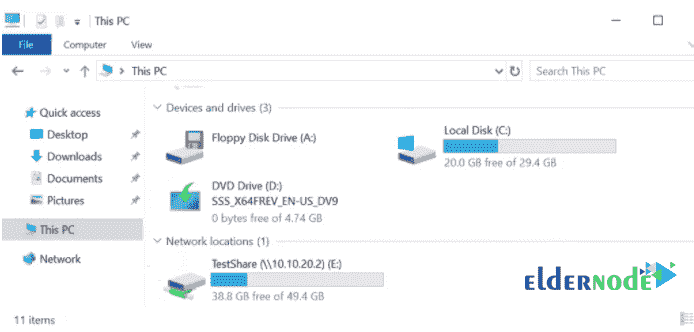 This PC
File
Computer
View
This PC
Search This PC
Quick access
Desktop
Downloads
Documents
Pictures
This PC
Network
Devices and drives (3)
Floppy Disk Drive (A:)
Local Disk (C:)
20.0 GB free of 29.4 GB
DVD Drive (D:)
SSS_X64FREV_EN-US_DV9
0 bytes free of 4.74 GB
Network locations (1)
TestShare (\\10.10.20.2) (E:)
38.8 GB free of 49.4 GB
eldernode
11 items